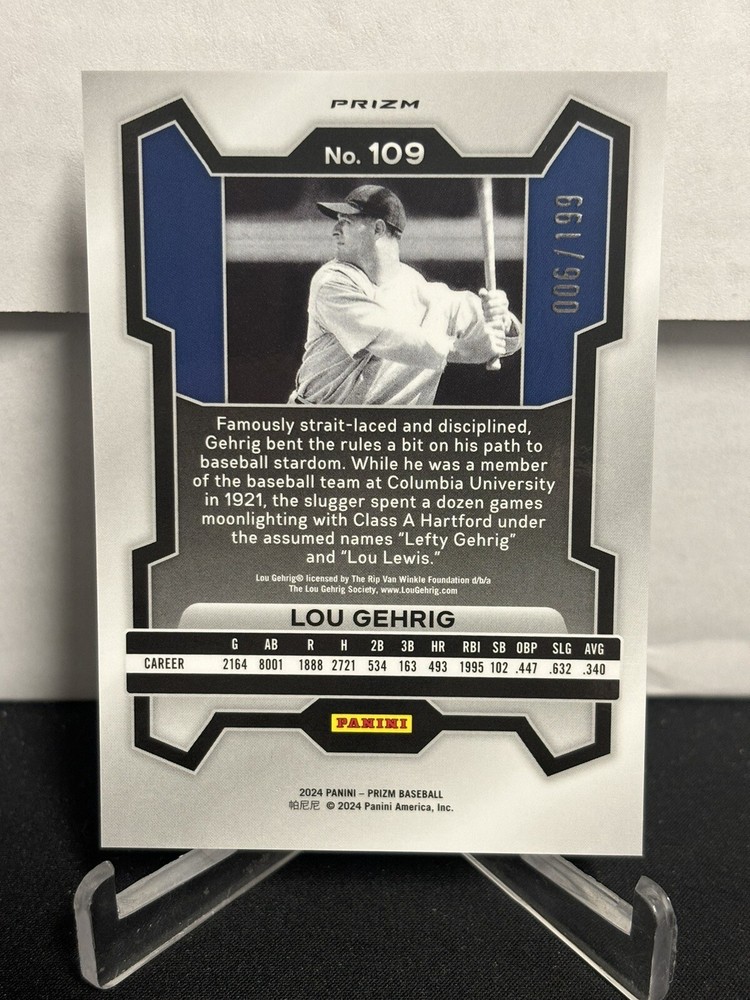 PRIZM
No. 109
006/199
Famously strait-laced and disciplined,
Gehrig bent the rules a bit on his path to
baseball stardom. While he was a member
of the baseball team at Columbia University
in 1921, the slugger spent a dozen games
moonlighting with Class A Hartford under
the assumed names “Lefty Gehrig”
and “Lou Lewis.”
Lou Gehrig® licensed by The Rip Van Winkle Foundation d/b/a
The Lou Gehrig Society, www.LouGehrig.com
LOU GEHRIG
G AB R H 2B 3B HR RBI SB OBP SLG AVG
CAREER 2164 8001 1888 2721 534 163 493 1995 102 .447 .632 .340
PANINI
2024 PANINI – PRIZM BASEBALL
帕尼尼 © 2024 Panini America, Inc.